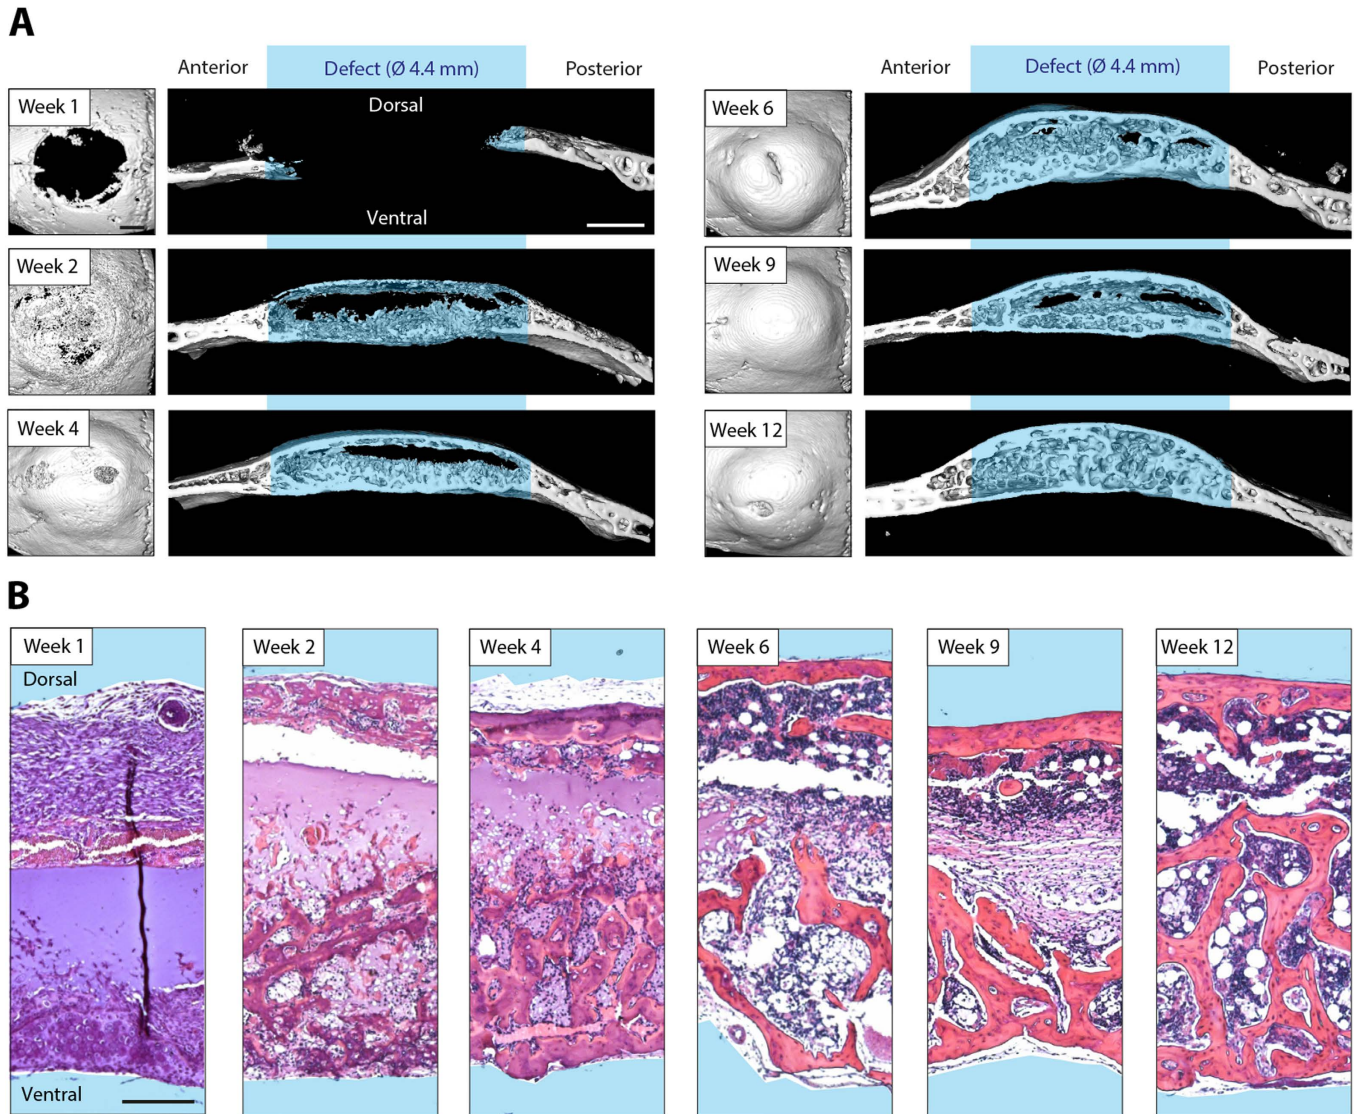 A
Anterior Defect (Ø 4.4 mm) Posterior
Anterior Defect (Ø 4.4 mm) Posterior
Week 1
Dorsal
Ventral
Week 6
Week 2
Week 9
Week 4
Week 12
B
Week 1
Dorsal
Ventral
Week 2
Week 4
Week 6
Week 9
Week 12